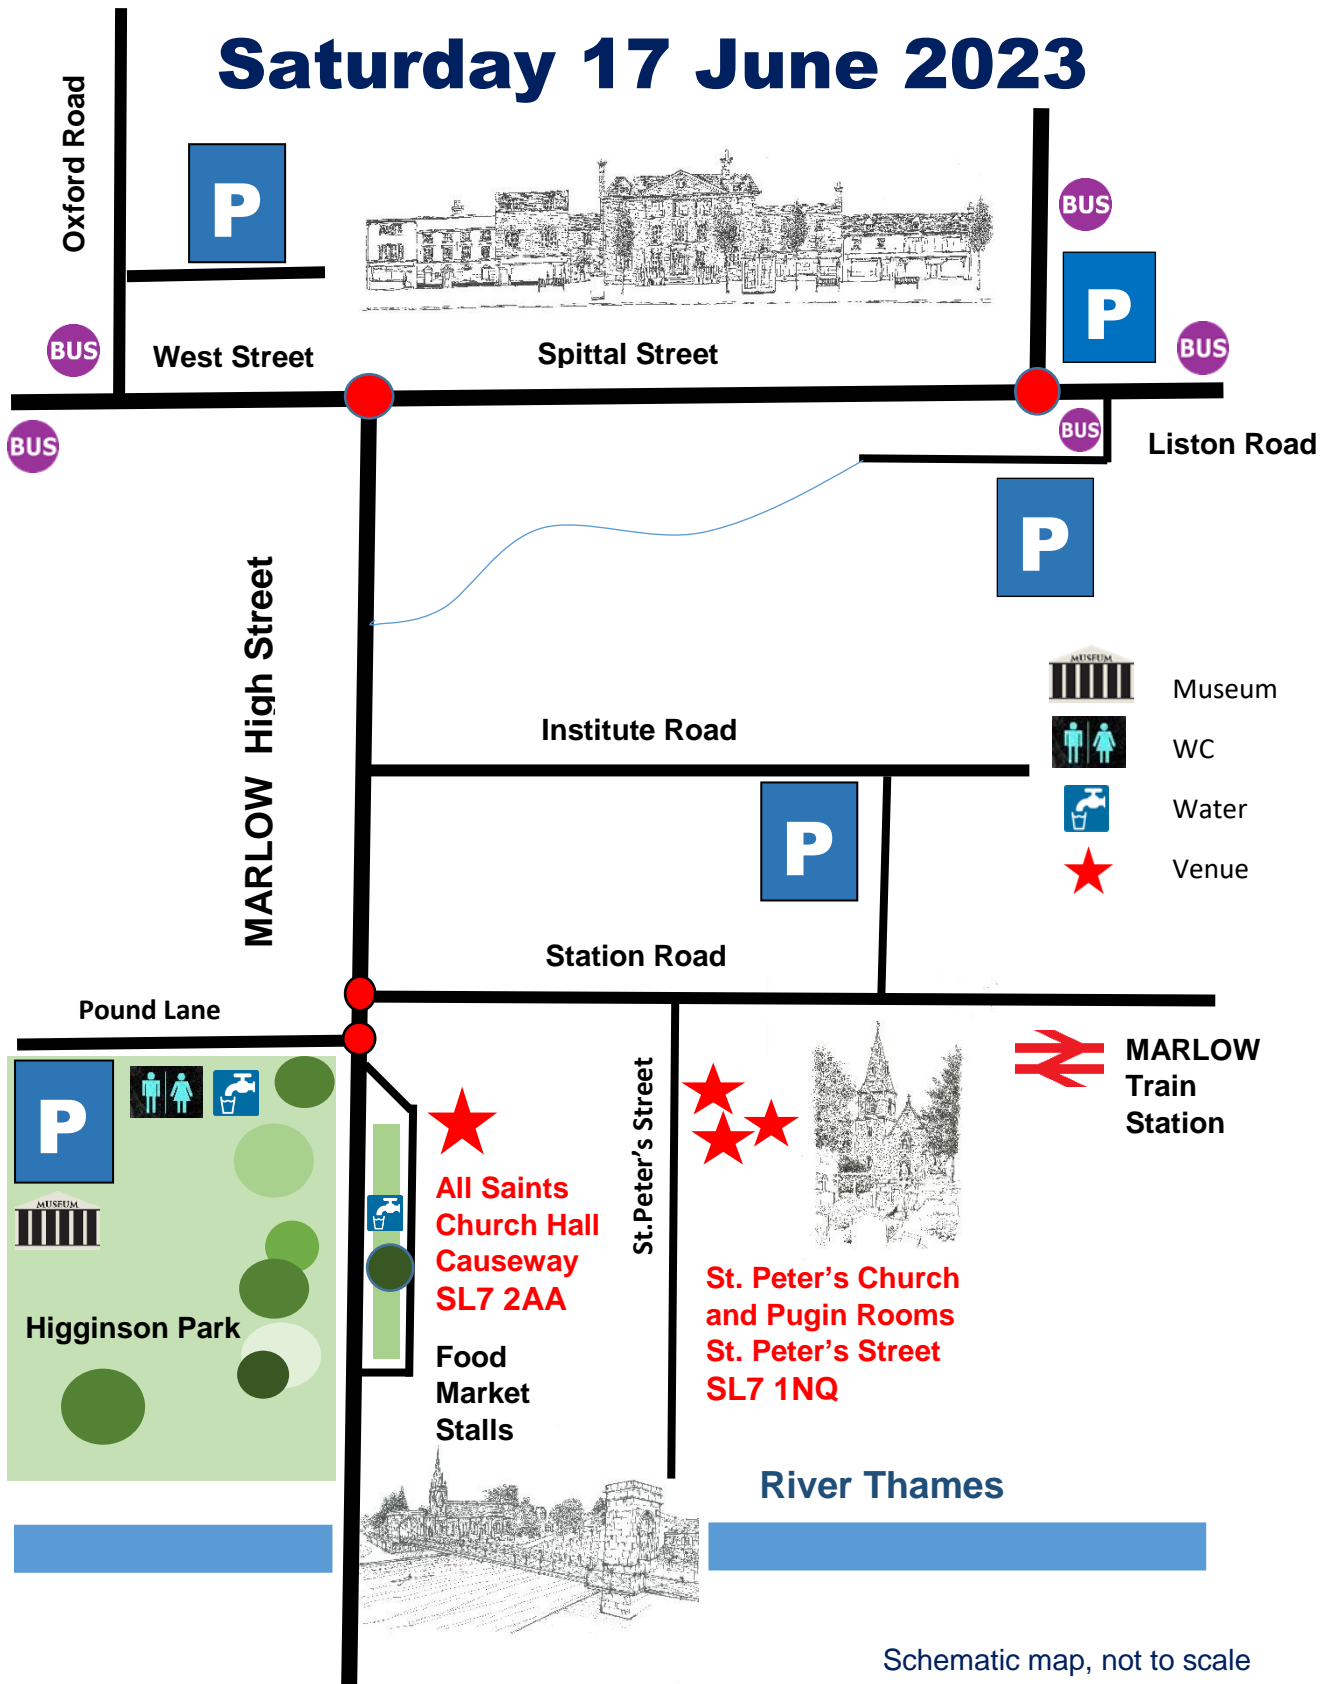 Saturday 17 June 2023
Oxford Road
P
BUS
P
BUS
BUS
West Street
Spittal Street
BUS
BUS
Liston Road
P
MARLOW High Street
MUSEUM
Museum
WC
Water
Venue
Institute Road
P
Station Road
Pound Lane
P
MUSEUM
Higginson Park
All Saints
Church Hall
Causeway
SL7 2AA
Food
Market
Stalls
St.Peter's Street
St. Peter's Church
and Pugin Rooms
St. Peter's Street
SL7 1NQ
MARLOW
Train
Station
River Thames
Schematic map, not to scale